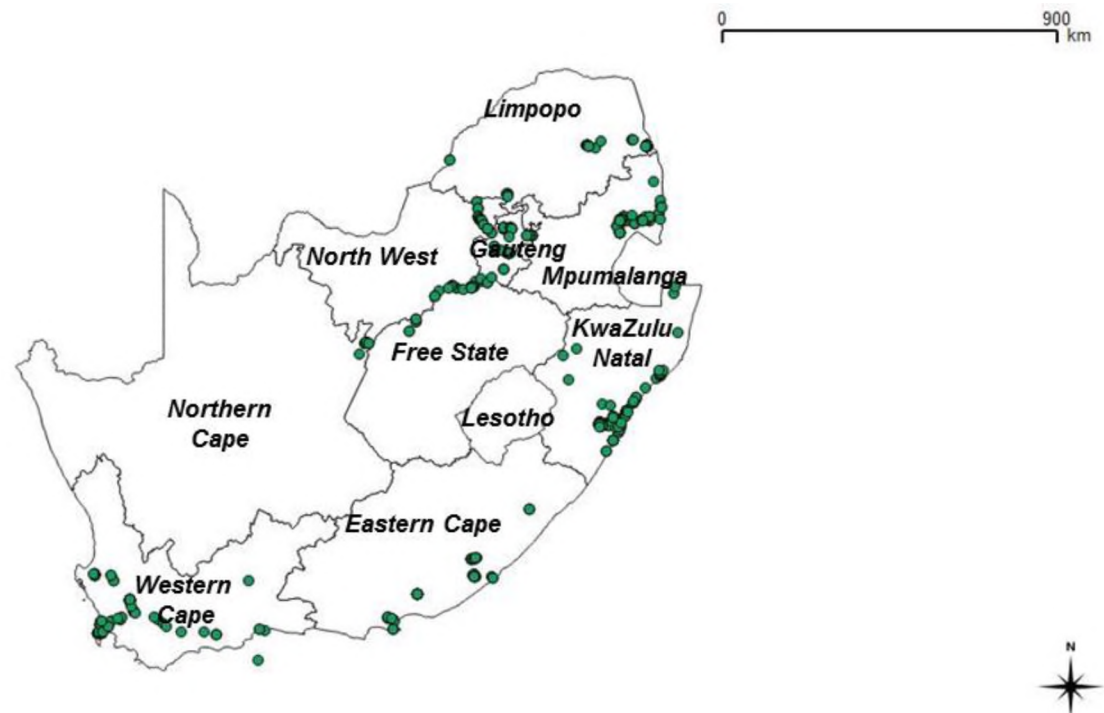 0 900
km
Limpopo
North West
Gauteng
Mpumalanga
KwaZulu
Natal
Free State
Lesotho
Northern
Cape
Eastern Cape
Western
Cape
N